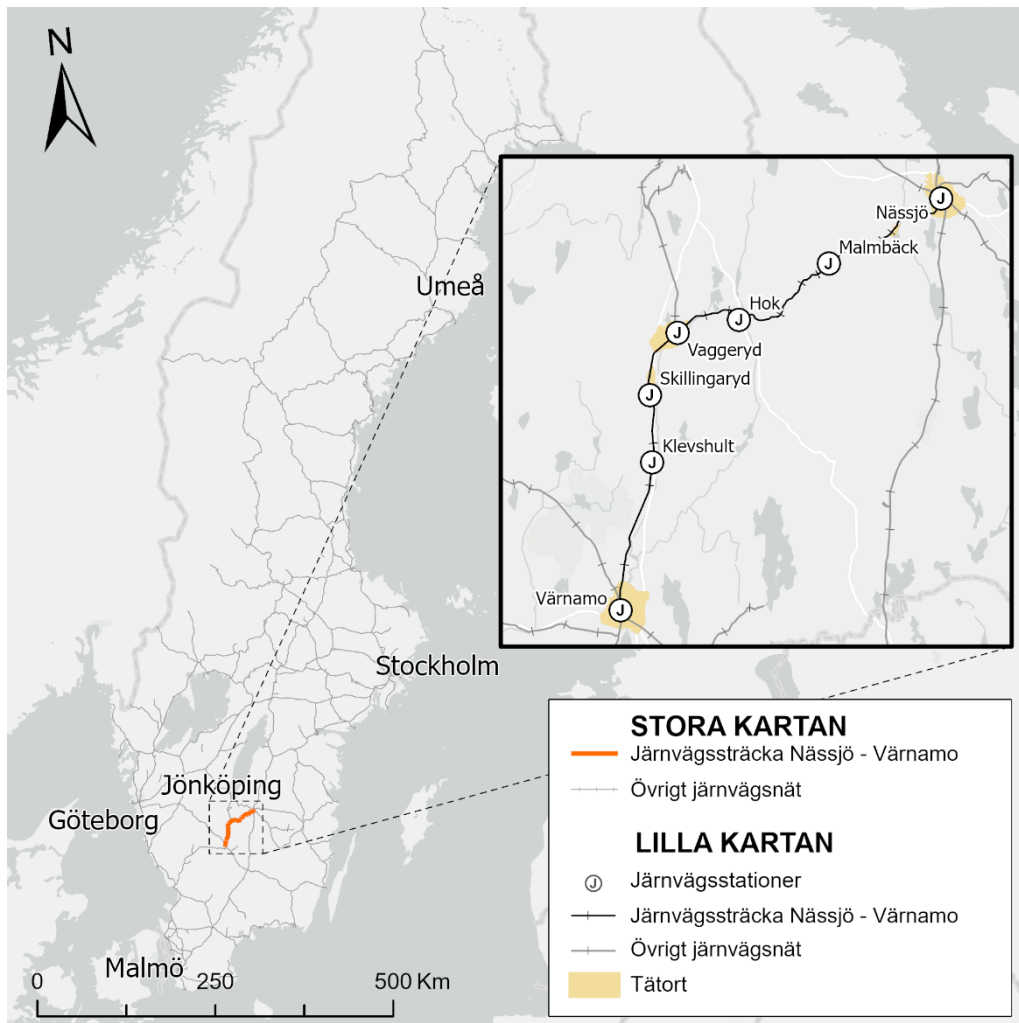 N
Umeå
Stockholm
Jönköping
Göteborg
Malmö
0 250 500 Km
Nässjö
J
Malmbäck
J
Hok
J
J
Vaggeryd
Skillingaryd
J
Klevshult
J
Värnamo
J
STORA KARTAN
Järnvägssträcka Nässjö - Värnamo
Övrigt järnvägsnät
LILLA KARTAN
J Järnvägsstationer
Järnvägssträcka Nässjö - Värnamo
Övrigt järnvägsnät
Tätort